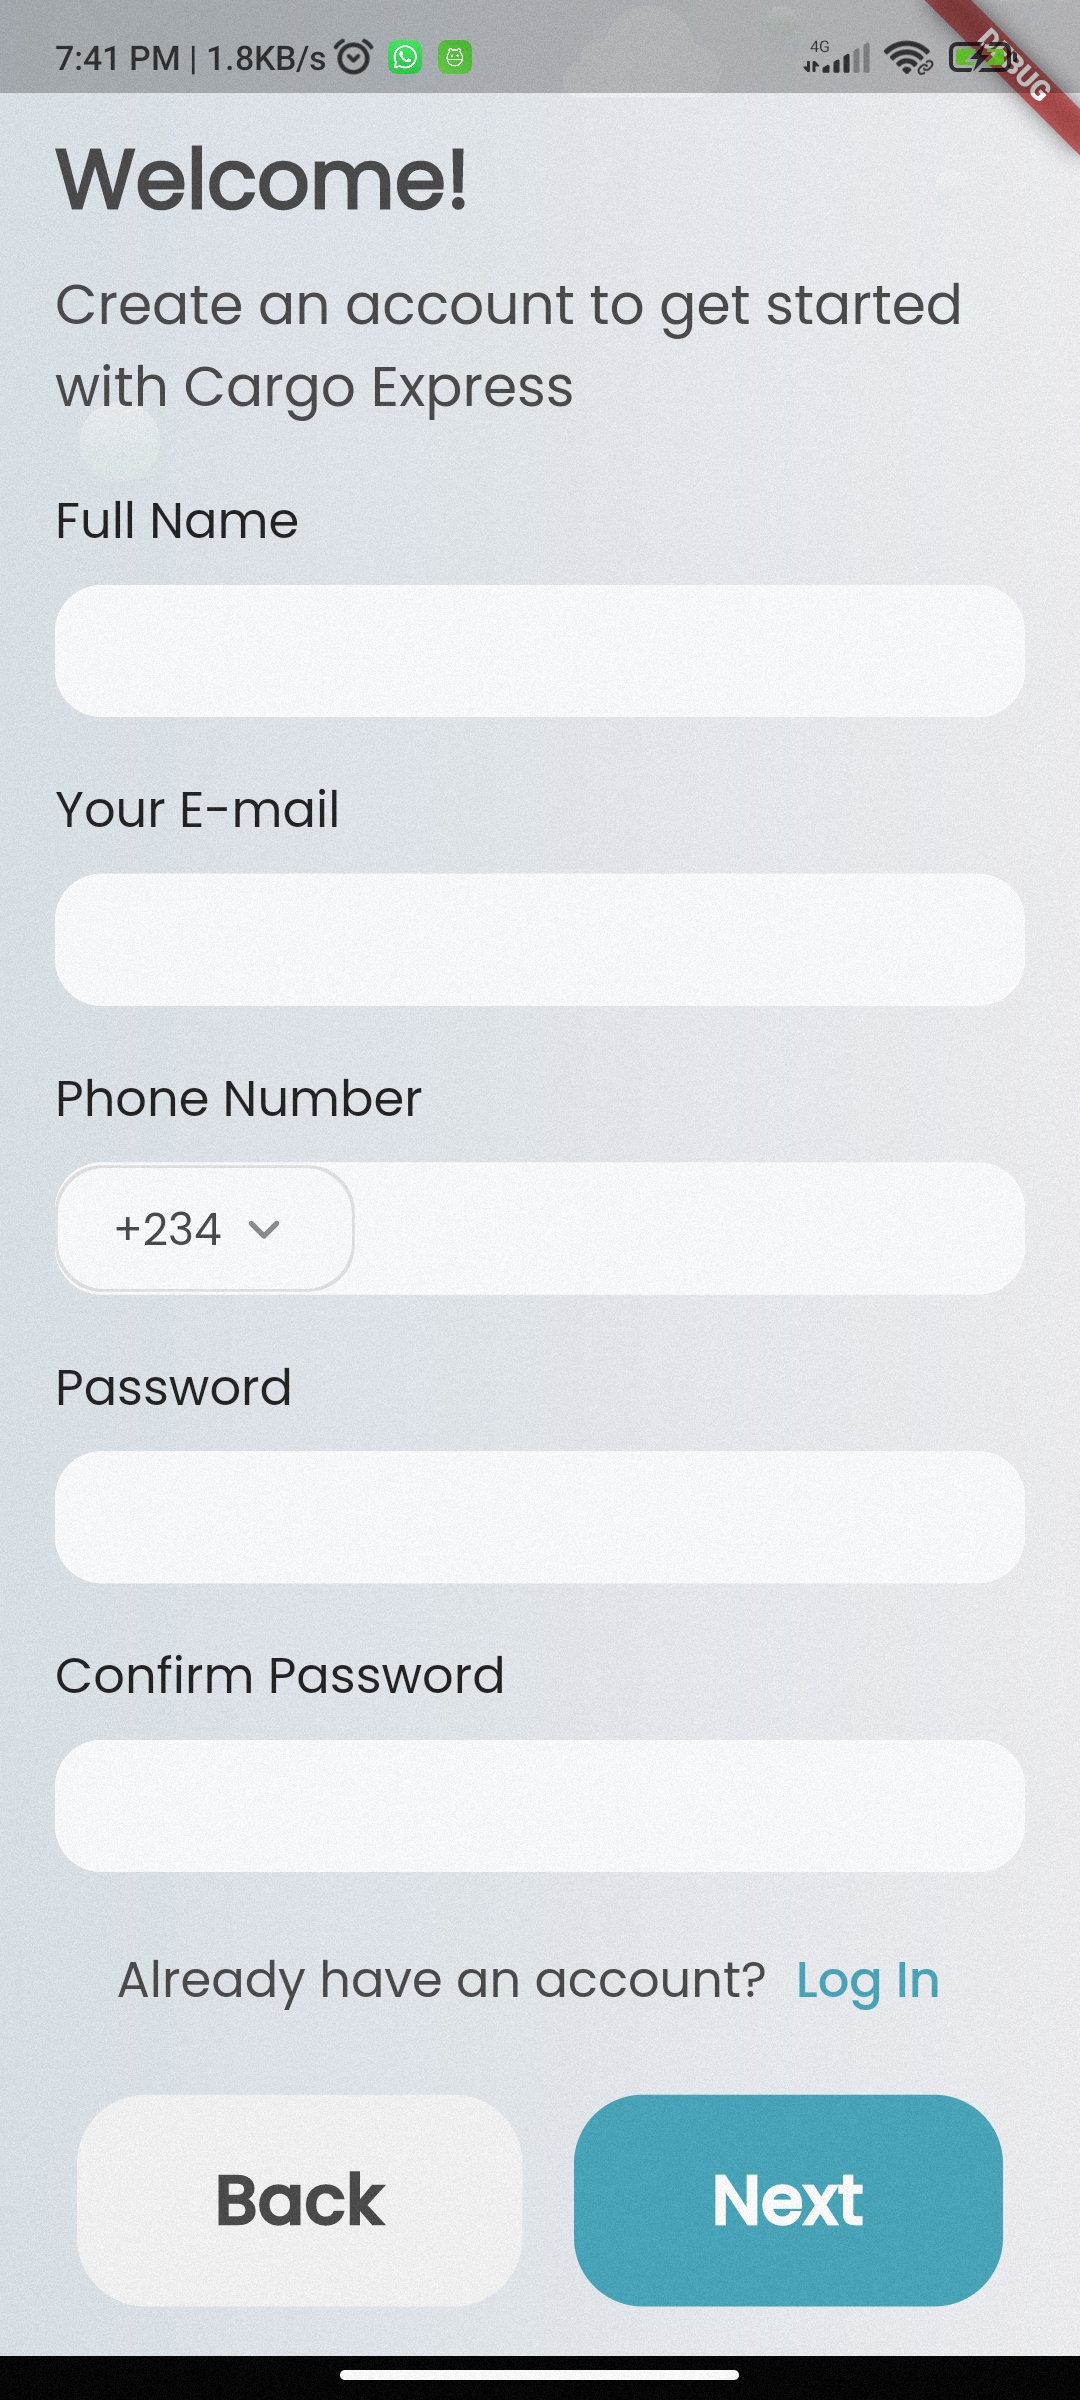 7:41 PM | 1.8KB/s
4G
DEBUG
Welcome!
Create an account to get started
with Cargo Express
Full Name
Your E-mail
Phone Number
+234
Password
Confirm Password
Already have an account? Log In
Back
Next